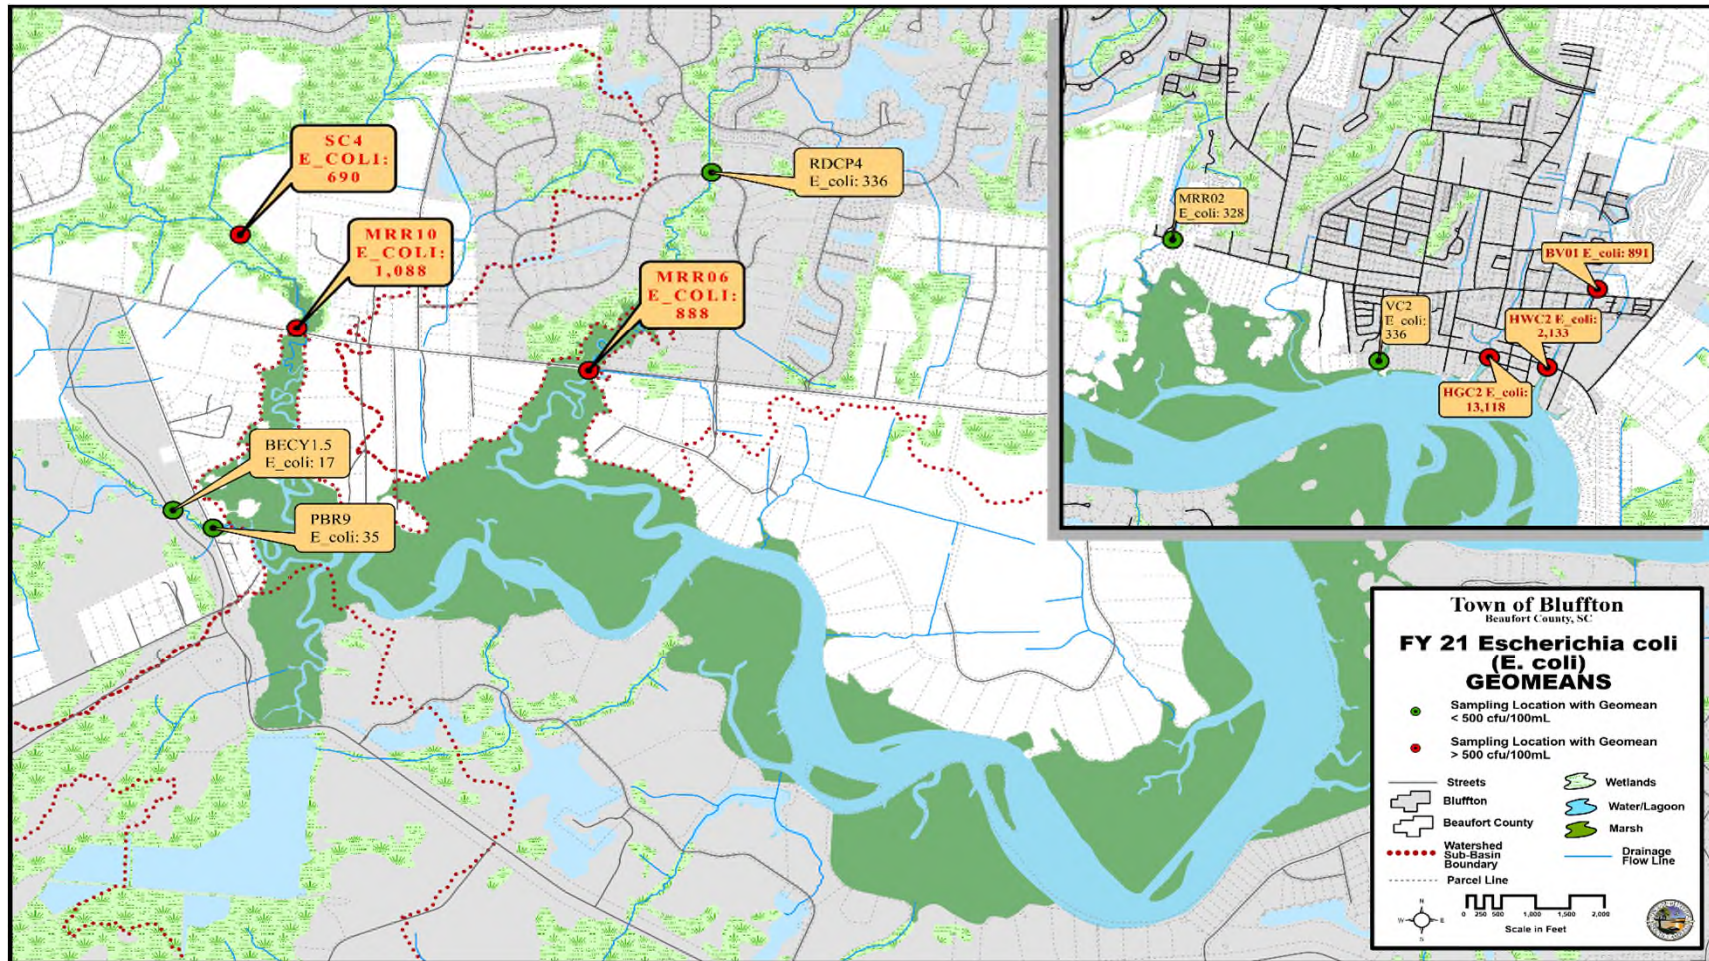 SC4
E_COLI:
690
MRR10
E_COLI:
1,088
RDCP4
E_coli: 336
MRR06
E_COLI:
888
BECY1.5
E_coli: 17
PBR9
E_coli: 35
MRR02
E_coli: 328
BV01 E_coli: 891
VC2
E_coli:
336
HWC2 E_coli:
2,133
HGC2 E_coli:
13,118
Town of Bluffton
Beaufort County, SC
FY 21 Escherichia coli
(E. coli)
GEOMEANS
Sampling Location with Geomean
< 500 cfu/100mL
Sampling Location with Geomean
> 500 cfu/100mL
Streets
Bluffton
Beaufort County
Watershed
Sub-Basin
Boundary
Parcel Line
Wetlands
Water/Lagoon
Marsh
Drainage
Flow Line
N
W E
S
0 250 500 1,000 1,500 2,000
Scale in Feet